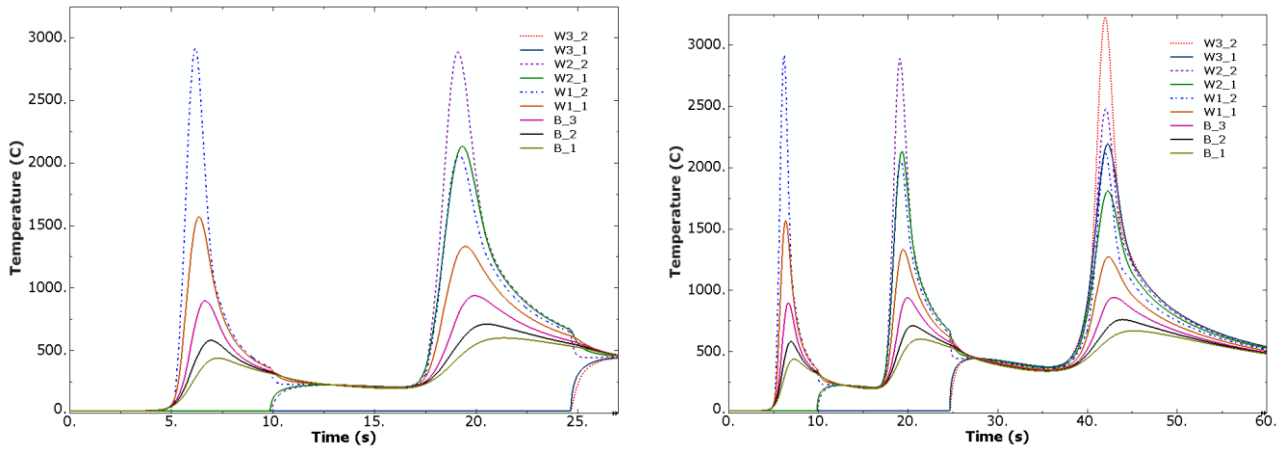 3000.
2500.
2000.
1500.
1000.
500.
0.
Temperature (C)
W3_2
W3_1
W2_2
W2_1
W1_2
W1_1
B_3
B_2
B_1
0.
5.
10.
15.
20.
25.
Time (s)
3000.
2500.
2000.
1500.
1000.
500.
0.
Temperature (C)
W3_2
W3_1
W2_2
W2_1
W1_2
W1_1
B_3
B_2
B_1
0.
10.
20.
30.
40.
50.
60.
Time (s)